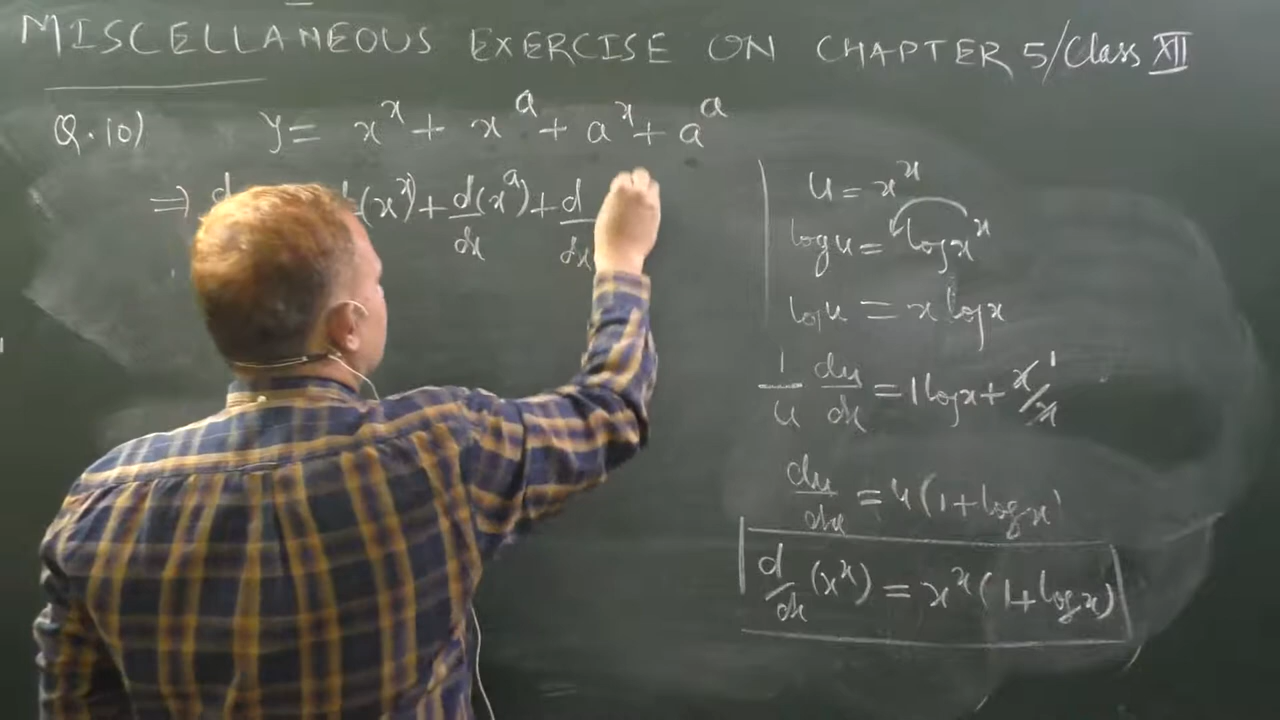 MISCELLANEOUS EXERCISE ON CHAPTER 5/Class XII
Q.10) y = x^x + x^a + a^x + a^a
⇒ d (x^x) + d/dx (x^a) + d/dx
u = x^x
log u = log x^x
log u = x log x
1/u du/dx = 1 log x + x/x 1
du/dx = u(1+log x)
d/dx (x^x) = x^x (1+log x)